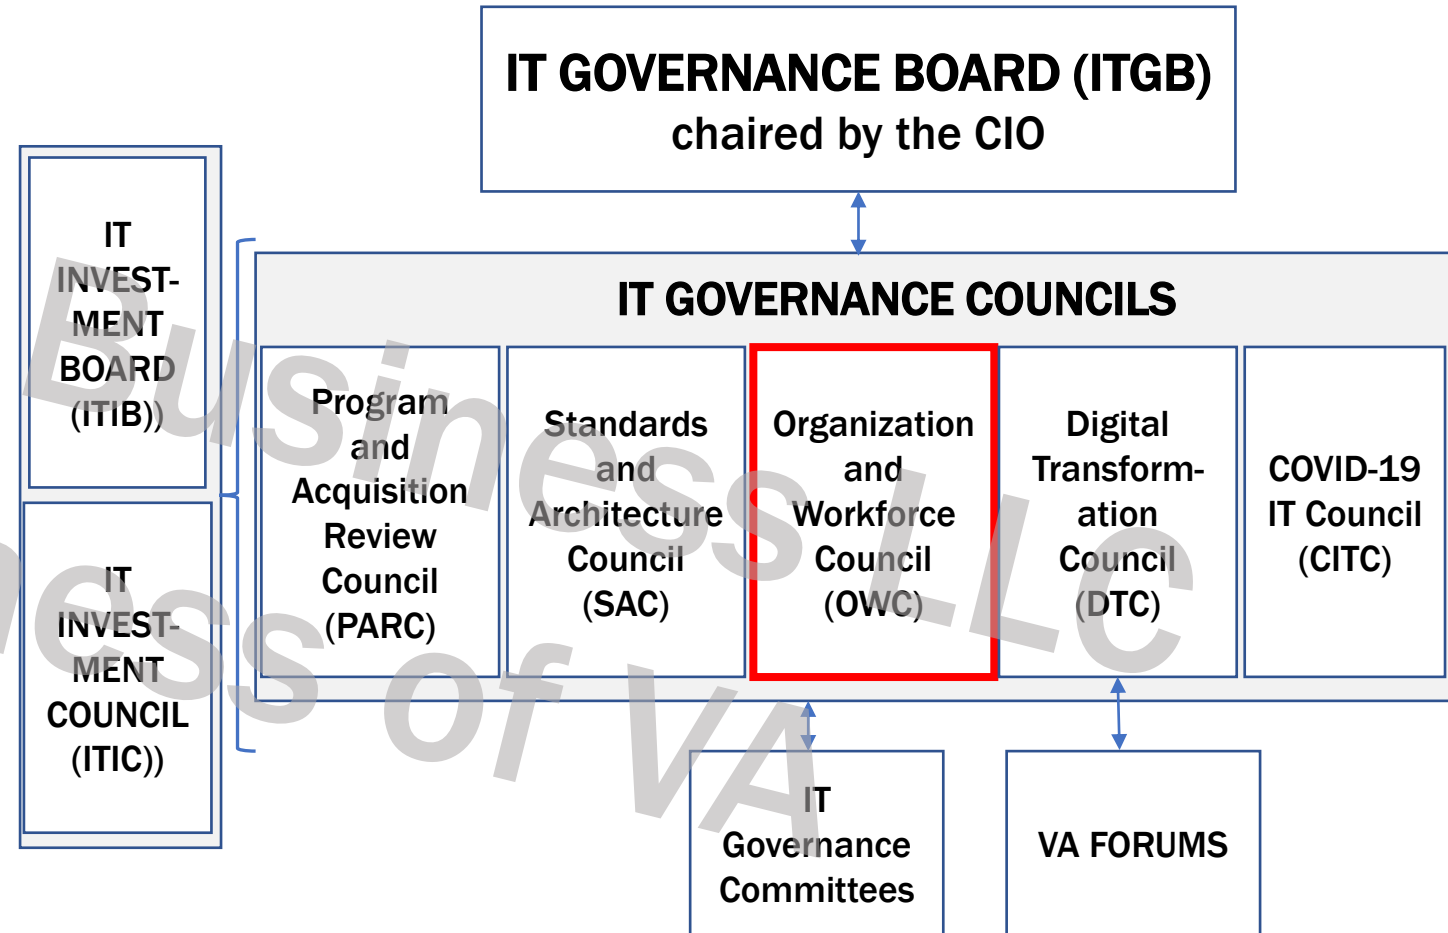 IT GOVERNANCE BOARD (ITGB)
chaired by the CIO
IT
INVEST-
MENT
BOARD
(ITIB))
IT
INVEST-
MENT
COUNCIL
(ITIC))
IT GOVERNANCE COUNCILS
Program
and
Acquisition
Review
Council
(PARC)
Standards
and
Architecture
Council
(SAC)
Organization
and
Workforce
Council
(OWC)
Digital
Transform-
ation
Council
(DTC)
COVID-19
IT Council
(CITC)
IT
Governance
Committees
VA FORUMS
Business LLC
of VA